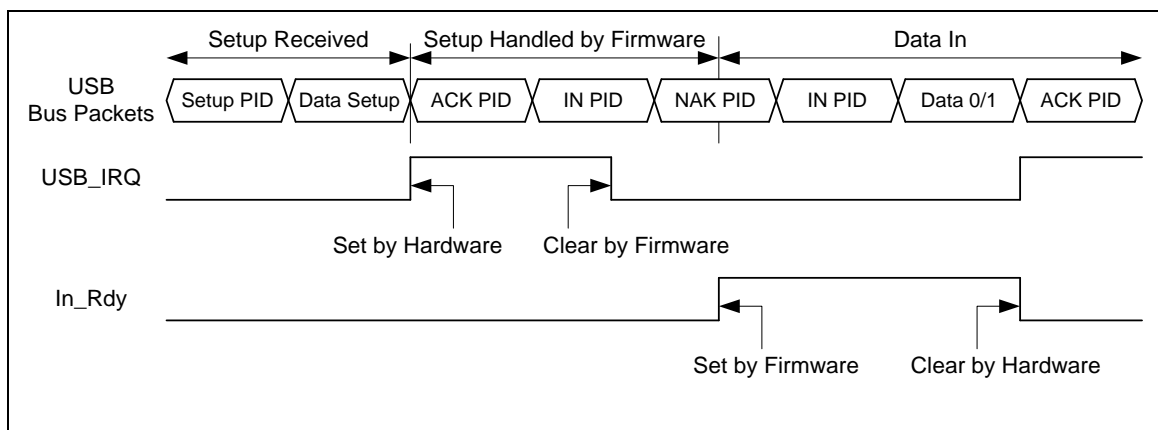 Setup Received Setup Handled by Firmware Data In
USB
Bus Packets
Setup PID Data Setup ACK PID IN PID NAK PID IN PID Data 0/1 ACK PID
USB_IRQ
Set by Hardware Clear by Firmware
In_Rdy
Set by Firmware Clear by Hardware